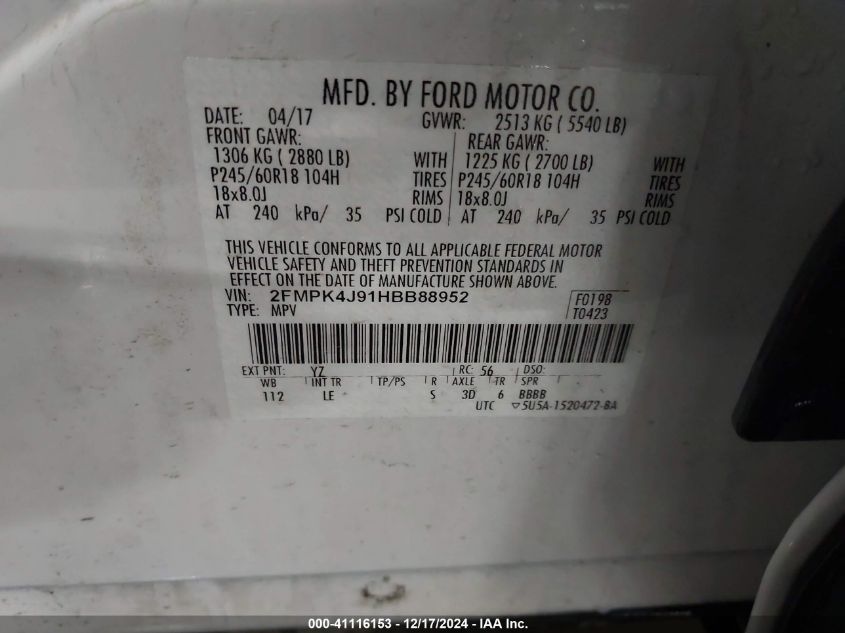 MFD. BY FORD MOTOR CO.
DATE: 04/17 GVWR: 2513 KG ( 5540 LB)
FRONT GAWR: REAR GAWR:
1306 KG ( 2880 LB) WITH 1225 KG ( 2700 LB) WITH
P245/60R18 104H TIRES P245/60R18 104H TIRES
18x8.0J RIMS 18x8.0J RIMS
AT 240 kPa/ 35 PSI COLD AT 240 kPa/ 35 PSI COLD
THIS VEHICLE CONFORMS TO ALL APPLICABLE FEDERAL MOTOR
VEHICLE SAFETY AND THEFT PREVENTION STANDARDS IN
EFFECT ON THE DATE OF MANUFACTURE SHOWN ABOVE.
VIN: 2FMPK4J91HBB88952 F0198
TYPE: MPV T0423
EXT PNT: YZ RC: 56 DSO:
WB INT TR TP/PS R AXLE TR SPR
112 LE S 3D 6 BBBB
UTC ▽5U5A-1520472-BA
000-41116153 - 12/17/2024 - IAA Inc.